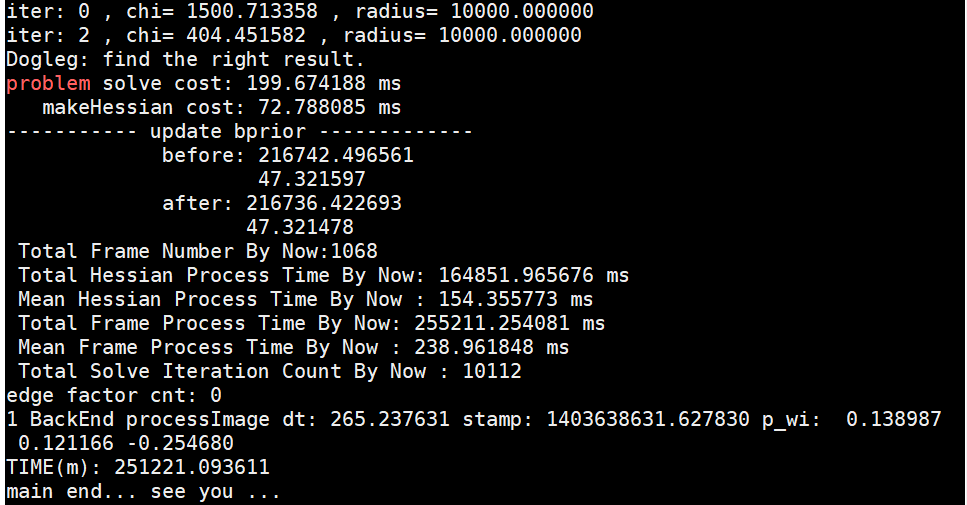 iter: 0 , chi= 1500.713358 , radius= 10000.000000
iter: 2 , chi= 404.451582 , radius= 10000.000000
Dogleg: find the right result.
problem solve cost: 199.674188 ms
   makeHessian cost: 72.788085 ms
----------- update bprior -------------
             before: 216742.496561
                     47.321597
             after: 216736.422693
                    47.321478
 Total Frame Number By Now:1068
 Total Hessian Process Time By Now: 164851.965676 ms
 Mean Hessian Process Time By Now : 154.355773 ms
 Total Frame Process Time By Now: 255211.254081 ms
 Mean Frame Process Time By Now : 238.961848 ms
 Total Solve Iteration Count By Now : 10112
edge factor cnt: 0
1 BackEnd processImage dt: 265.237631 stamp: 1403638631.627830 p_wi:  0.138987
 0.121166 -0.254680
TIME(m): 251221.093611
main end... see you ...